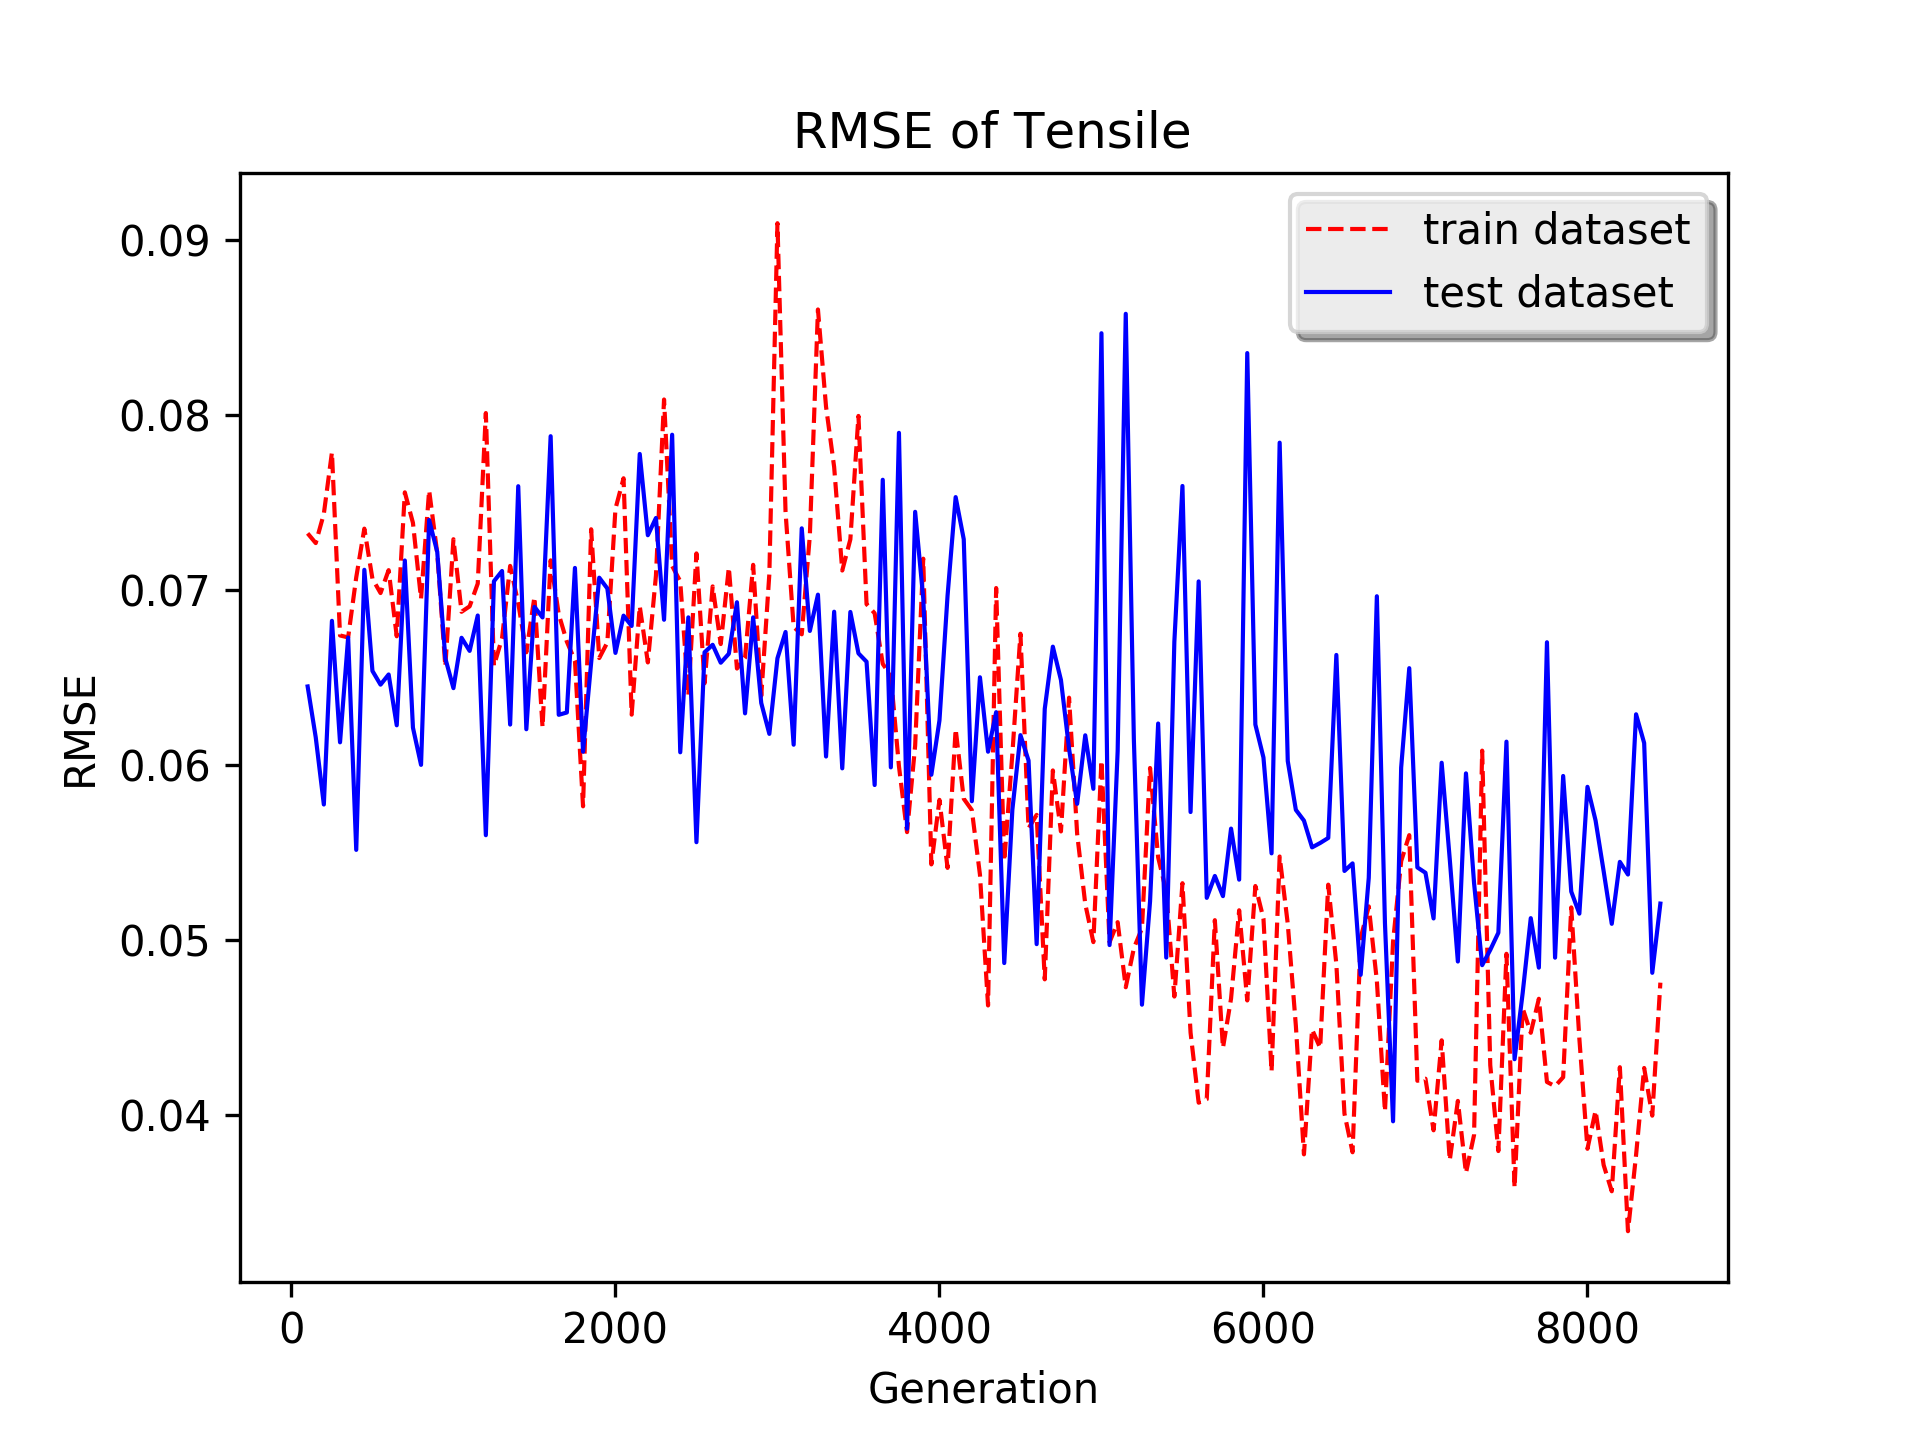 RMSE of Tensile
train dataset
test dataset
0.09
0.08
0.07
0.06
0.05
0.04
RMSE
0 2000 4000 6000 8000
Generation